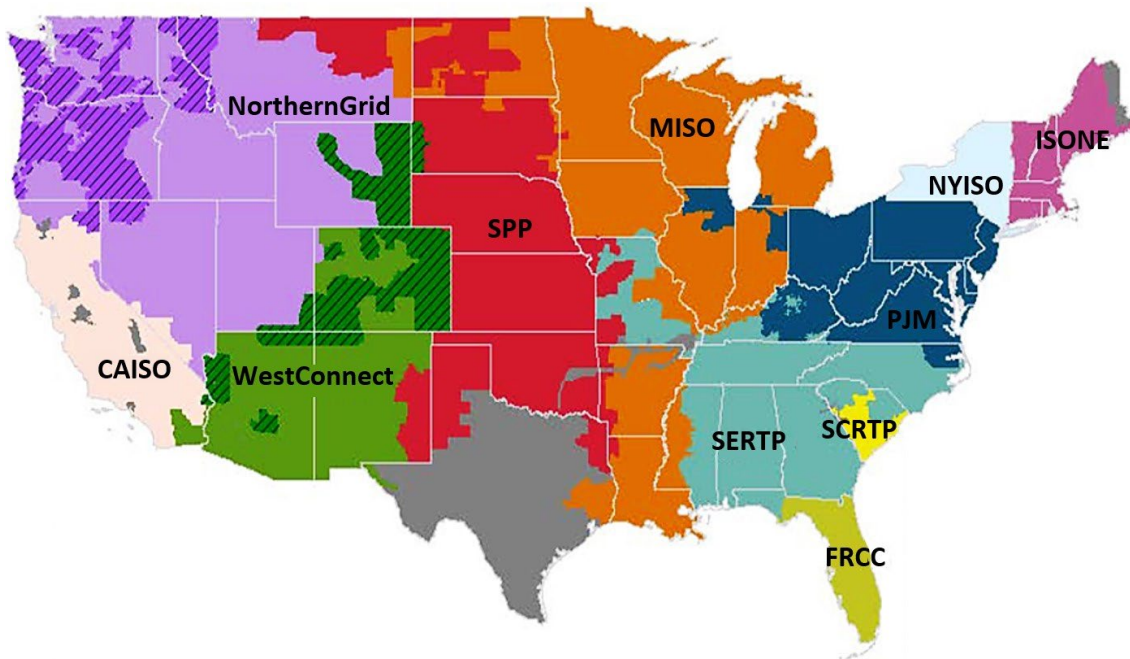 NorthernGrid
MISO
ISONE
NYISO
SPP
PJM
CAISO
WestConnect
SERTP
SCRTP
FRCC